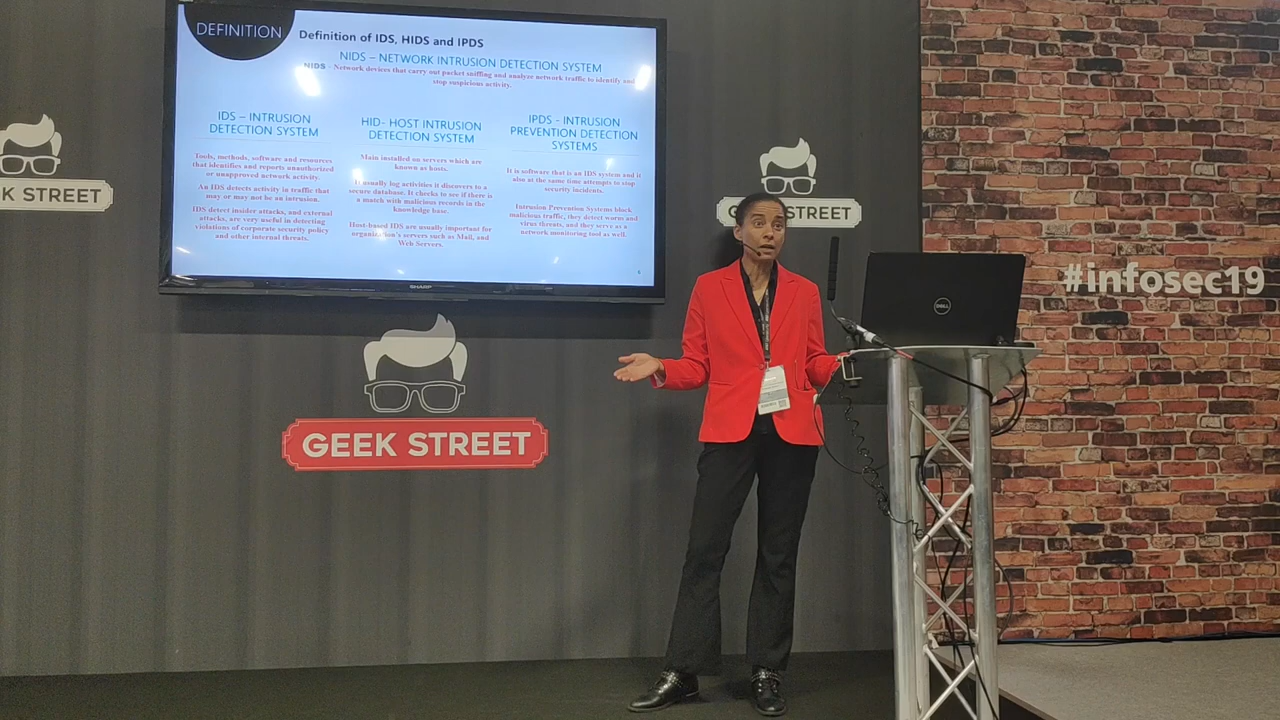 DEFINITION
Definition of IDS, HIDS and IPDS
NIDS – NETWORK INTRUSION DETECTION SYSTEM
NIDS – Network devices that carry out packet sniffing and analyze network traffic to identify and
stop suspicious activity.
IDS – INTRUSION
DETECTION SYSTEM
Tools, methods, software and resources
that identifies and reports unauthorized
or unapproved network activity.
An IDS detects activity in traffic that
may or may not be an intrusion.
IDS detect insider attacks, and external
attacks, are very useful in detecting
violations of corporate security policy
and other internal threats.
HID- HOST INTRUSION
DETECTION SYSTEM
Main installed on servers which are
known as hosts.
It usually log activities it discovers to a
secure database. It checks to see if there is
a match with malicious records in the
knowledge base.
Host-based IDS are usually important for
organization's servers such as Mail, and
Web Servers.
IPDS - INTRUSION
PREVENTION DETECTION
SYSTEMS
It is software that is an IDS system and is
also at the same time attempts to stop
security incidents.
Intrusion Prevention Systems block
malicious traffic, they detect worms and
virus threats, and they serve as a
network monitoring tool as well.
6
SHARP
K STREET
GEEK STREET
G STREET
DELL
#infosec19